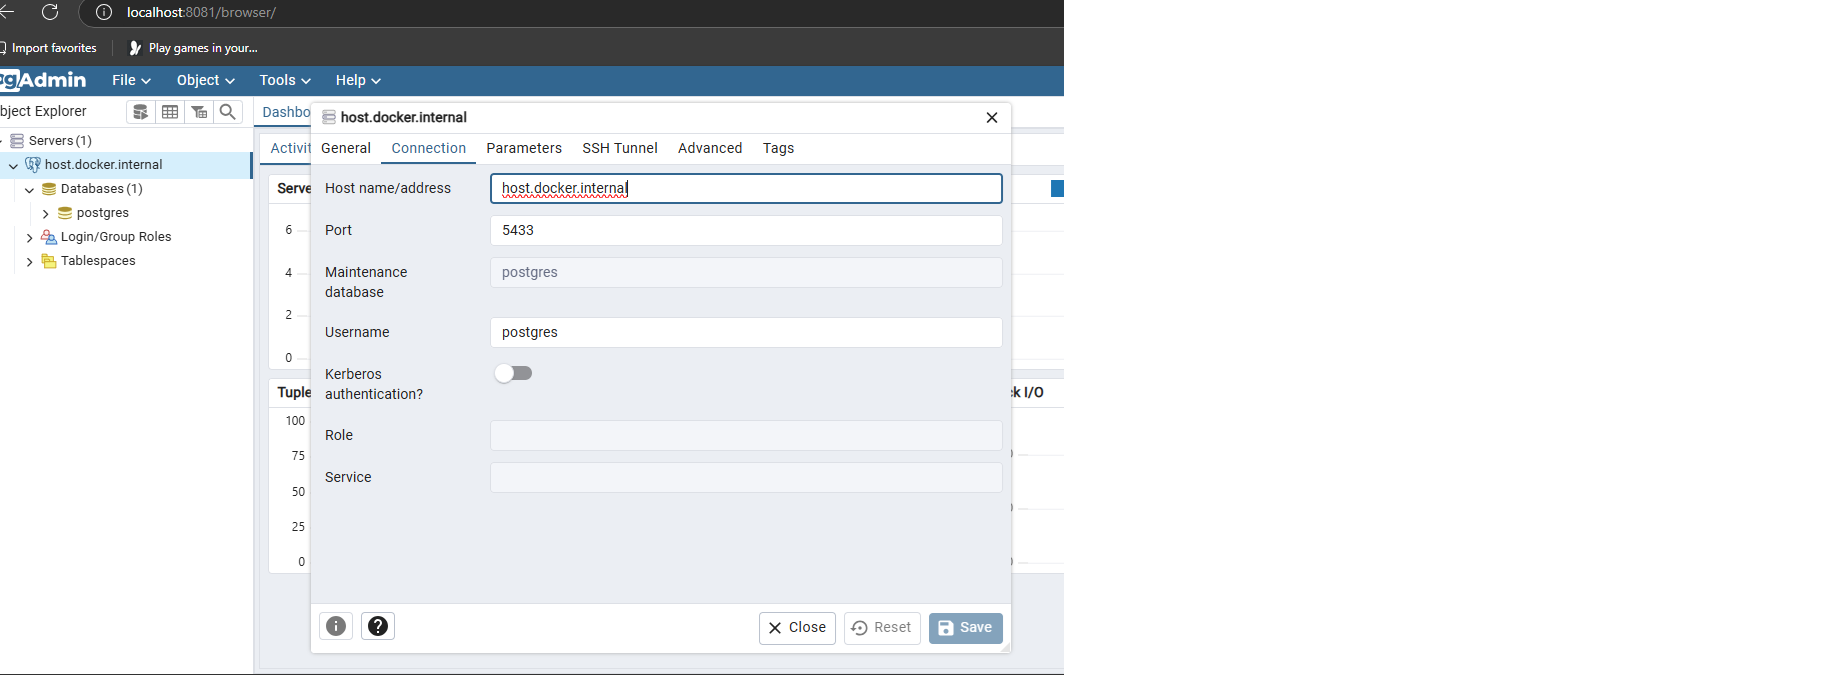 localhost:8081/browser/
Import favorites
Play games in your...
pgAdmin File Object Tools Help
bject Explorer
Dashbo
host.docker.internal
Servers (1)
Activit
General Connection Parameters SSH Tunnel Advanced Tags
host.docker.internal
Databases (1)
postgres
Login/Group Roles
Tablespaces
Serve
6
4
2
0
Tuple
100
75
50
25
0
Host name/address host.docker.internal
Port 5433
Maintenance
database
postgres
Username postgres
Kerberos
authentication?
Role
Service
ck I/O
Close Reset Save